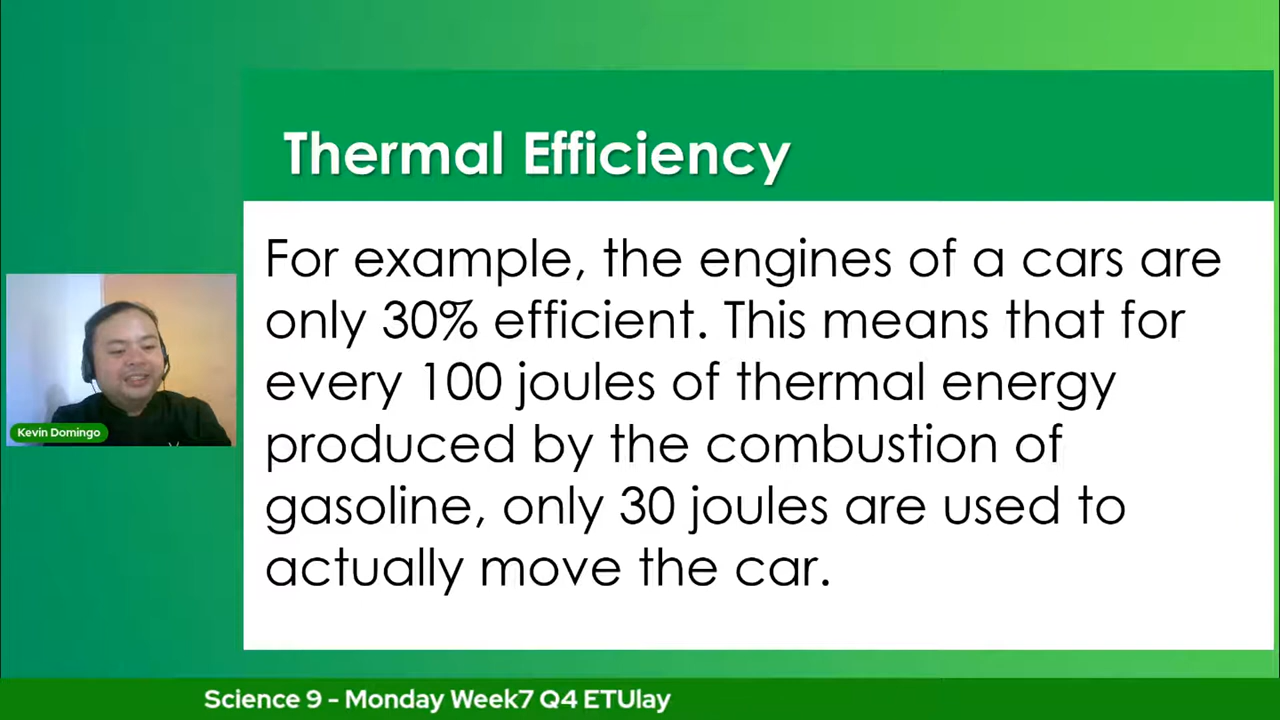 Thermal Efficiency
For example, the engines of a cars are
only 30% efficient. This means that for
every 100 joules of thermal energy
produced by the combustion of
gasoline, only 30 joules are used to
actually move the car.
Kevin Domingo
Science 9 - Monday Week7 Q4 ETUlay